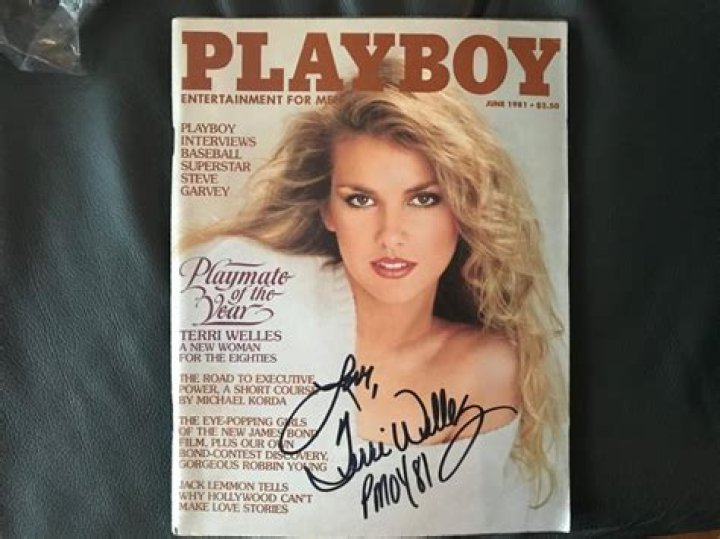 PLAYBOY
ENTERTAINMENT FOR ME
JUNE 1981 • $3.50
PLAYBOY
INTERVIEWS
BASEBALL
SUPERSTAR
STEVE
GARVEY
Playmate
of the
Year
TERRI WELLES
A NEW WOMAN
FOR THE EIGHTIES
THE ROAD TO EXECUTIVE
POWER, A SHORT COURSE
BY MICHAEL KORDA
THE EYE-POPPING GIRLS
OF THE NEW JAMES BOND
FILM, PLUS OUR OWN
BOND-CONTEST DISCOVERY,
GORGEOUS ROBBIN YOUNG
JACK LEMMON TELLS
WHY HOLLYWOOD CAN'T
MAKE LOVE STORIES
Love,
Terri Welles
PMOY 81